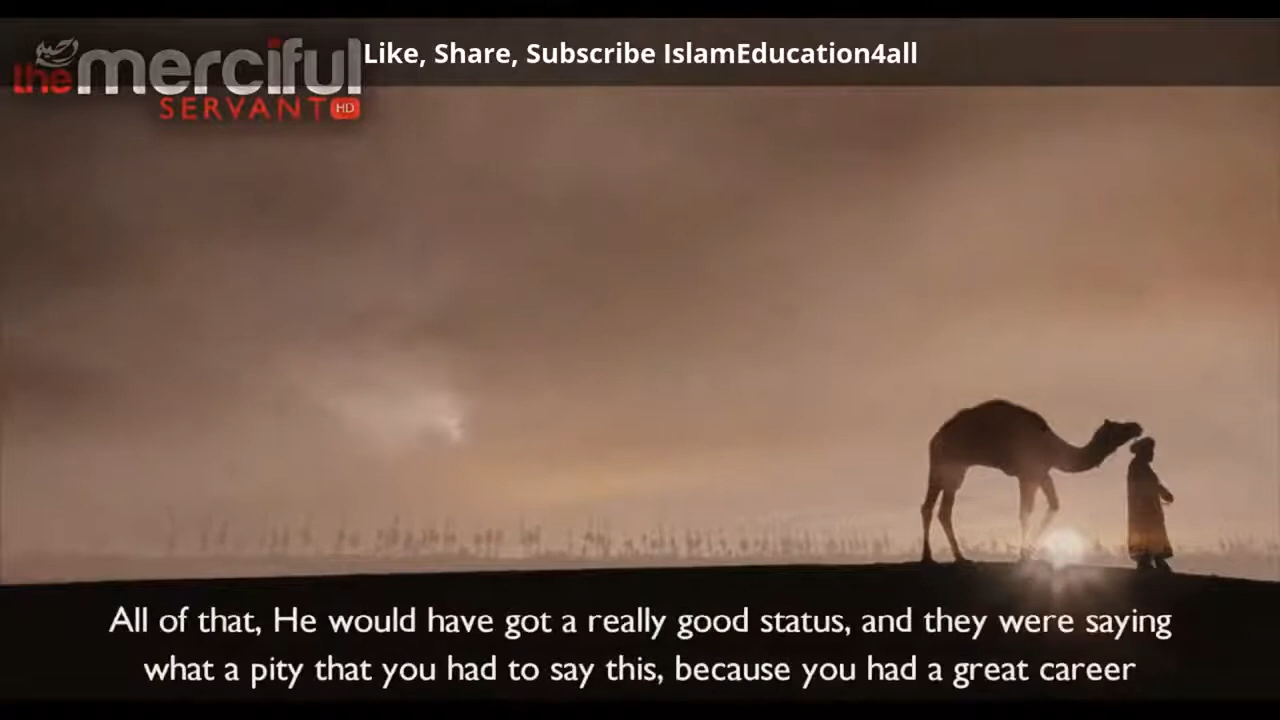 the merciful
SERVANT HD
Like, Share, Subscribe IslamEducation4all
All of that, He would have got a really good status, and they were saying
what a pity that you had to say this, because you had a great career